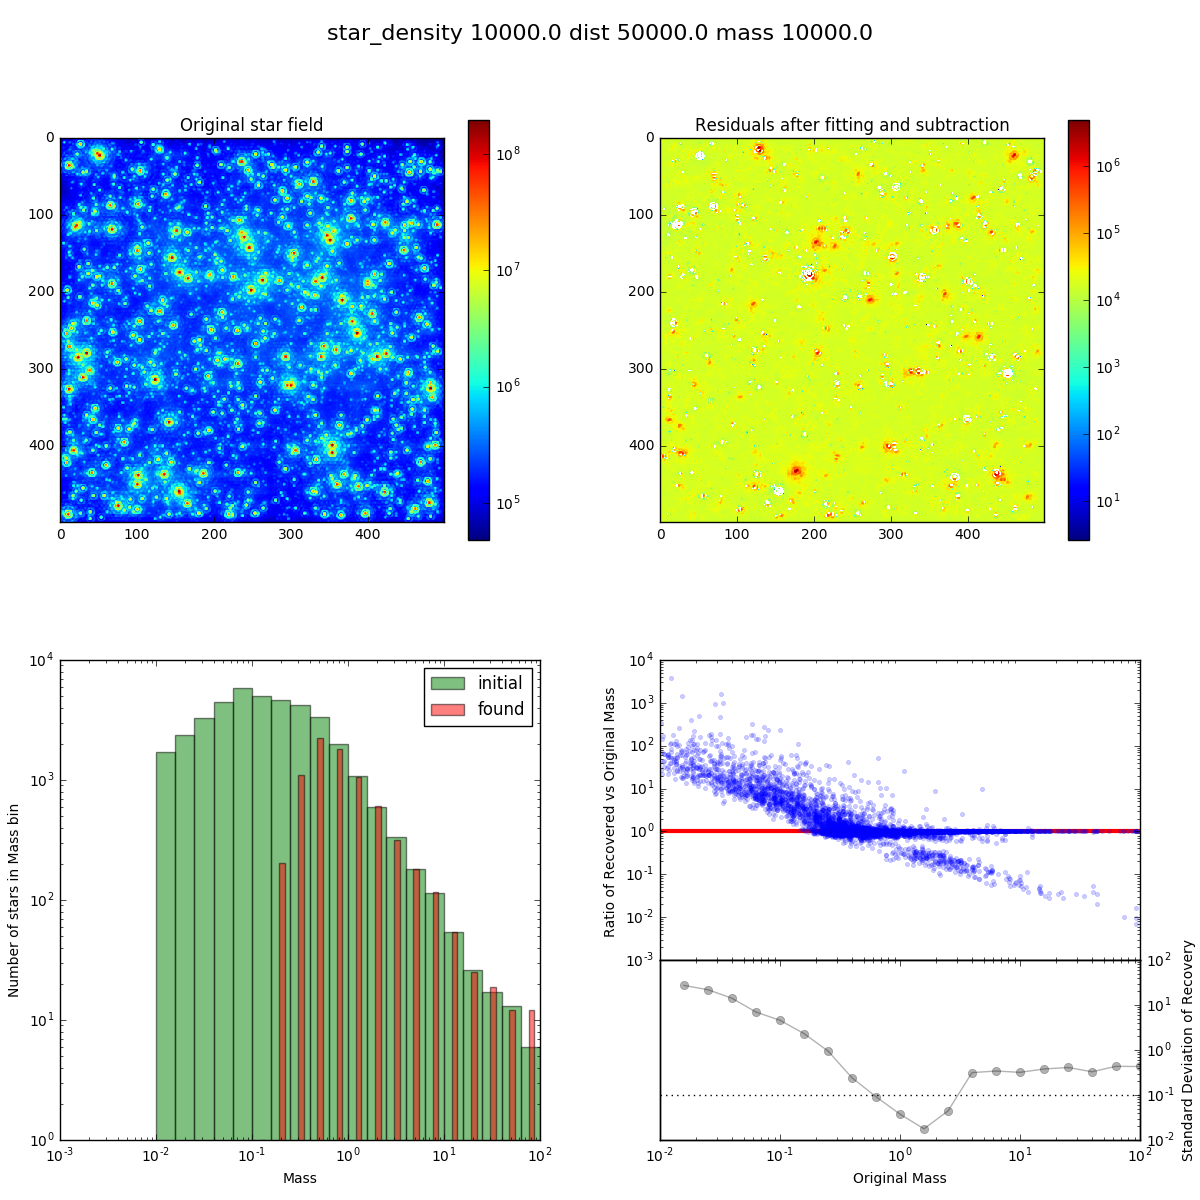 star_density 10000.0 dist 50000.0 mass 10000.0
Original star field
0
100
200
300
400
0 100 200 300 400
10^8
10^7
10^6
10^5
Residuals after fitting and subtraction
0
100
200
300
400
0 100 200 300 400
10^6
10^5
10^4
10^3
10^2
10^1
Number of stars in Mass bin
10^4
10^3
10^2
10^1
10^0
initial
found
10^-3 10^-2 10^-1 10^0 10^1 10^2
Mass
Ratio of Recovered vs Original Mass
10^4
10^3
10^2
10^1
10^0
10^-1
10^-2
10^-3
10^2
10^1
10^0
10^-1
10^-2
Standard Deviation of Recovery
10^-2 10^-1 10^0 10^1 10^2
Original Mass